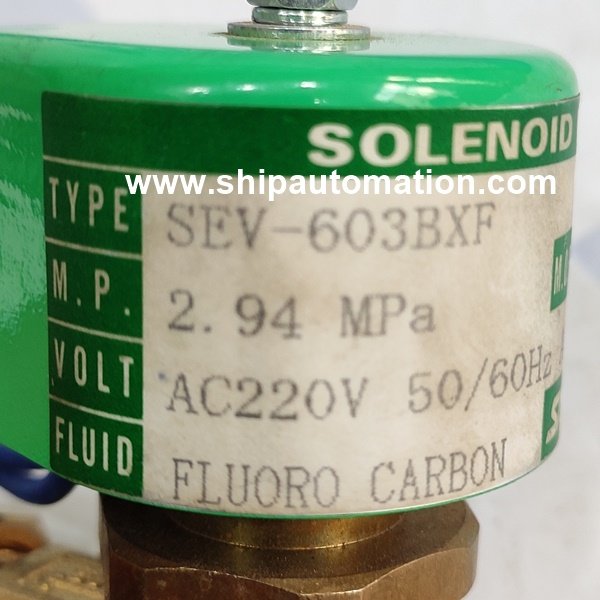 SOLENOID
www.shipautomation.com
TYPE SEV-603BXF
M.P. 2.94 MPa
VOLT AC220V 50/60Hz
FLUID FLUORO CARBON